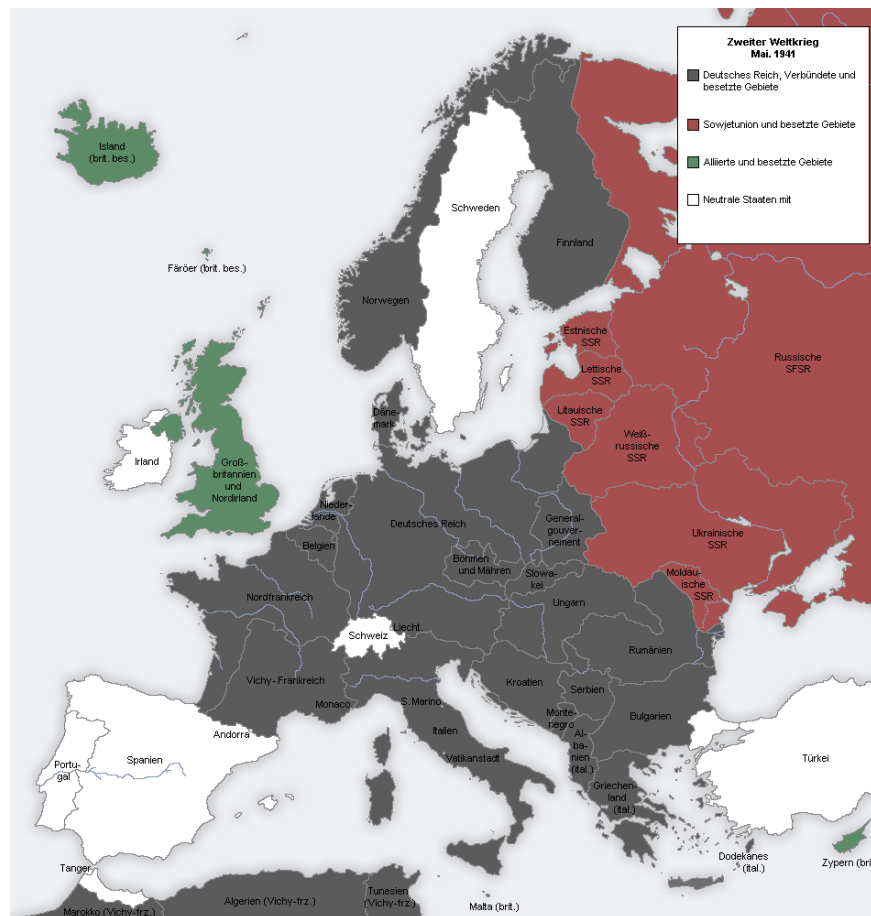 Zweiter Weltkrieg
Mai. 1941
Deutsches Reich, Verbündete und
besetzte Gebiete
Sowjetunion und besetzte Gebiete
Alliierte und besetzte Gebiete
Neutrale Staaten mit
Island
(brit. bes.)
Schweden
Finnland
Färöer (brit. bes.)
Norwegen
Estnische
SSR
Russische
SFSR
Lettische
SSR
Däne-
mark
Litauische
SSR
Weiß-
russische
SSR
Irland
Groß-
britannien
und
Nordirland
Nieder-
lande
Deutsches Reich
General-
gouver-
nement
Ukrainische
SSR
Belgien
Böhmen
und Mähren
Slowa-
kei
Moldau-
ische
SSR
Nordfrankreich
Ungarn
Schweiz
Liecht.
Rumänien
Vichy-Frankreich
Kroatien
Serbien
Monaco
S. Marino
Monte-
negro
Bulgarien
Andorra
Italien
Al-
ba-
nien
(ital.)
Vatikanstadt
Türkei
Portu-
gal
Spanien
Griechen-
land
(ital.)
Dodekanes
(ital.)
Zypern (bri
Tanger
Marokko (Vichy-frz.)
Algerien (Vichy-frz.)
Tunesien
(Vichy-frz.)
Malta (brit.)